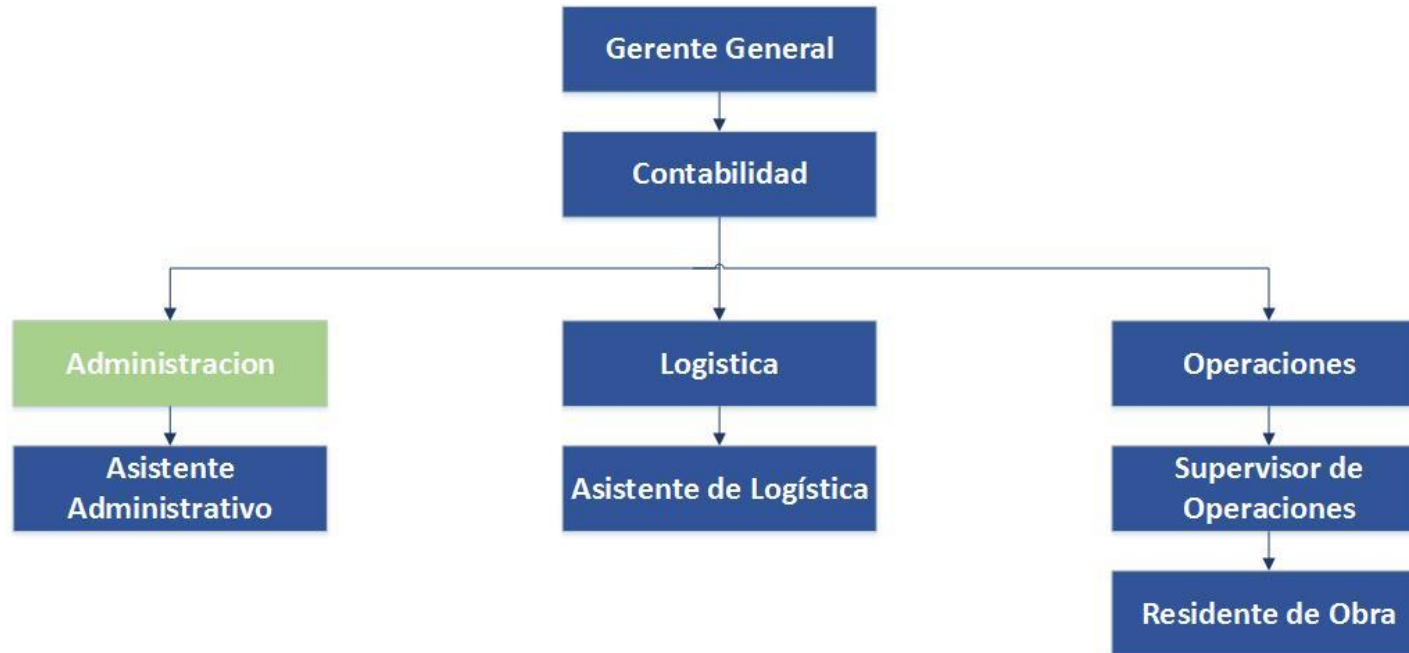 Gerente General
Contabilidad
Administracion
Logistica
Operaciones
Asistente
Administrativo
Asistente de Logística
Supervisor de
Operaciones
Residente de Obra